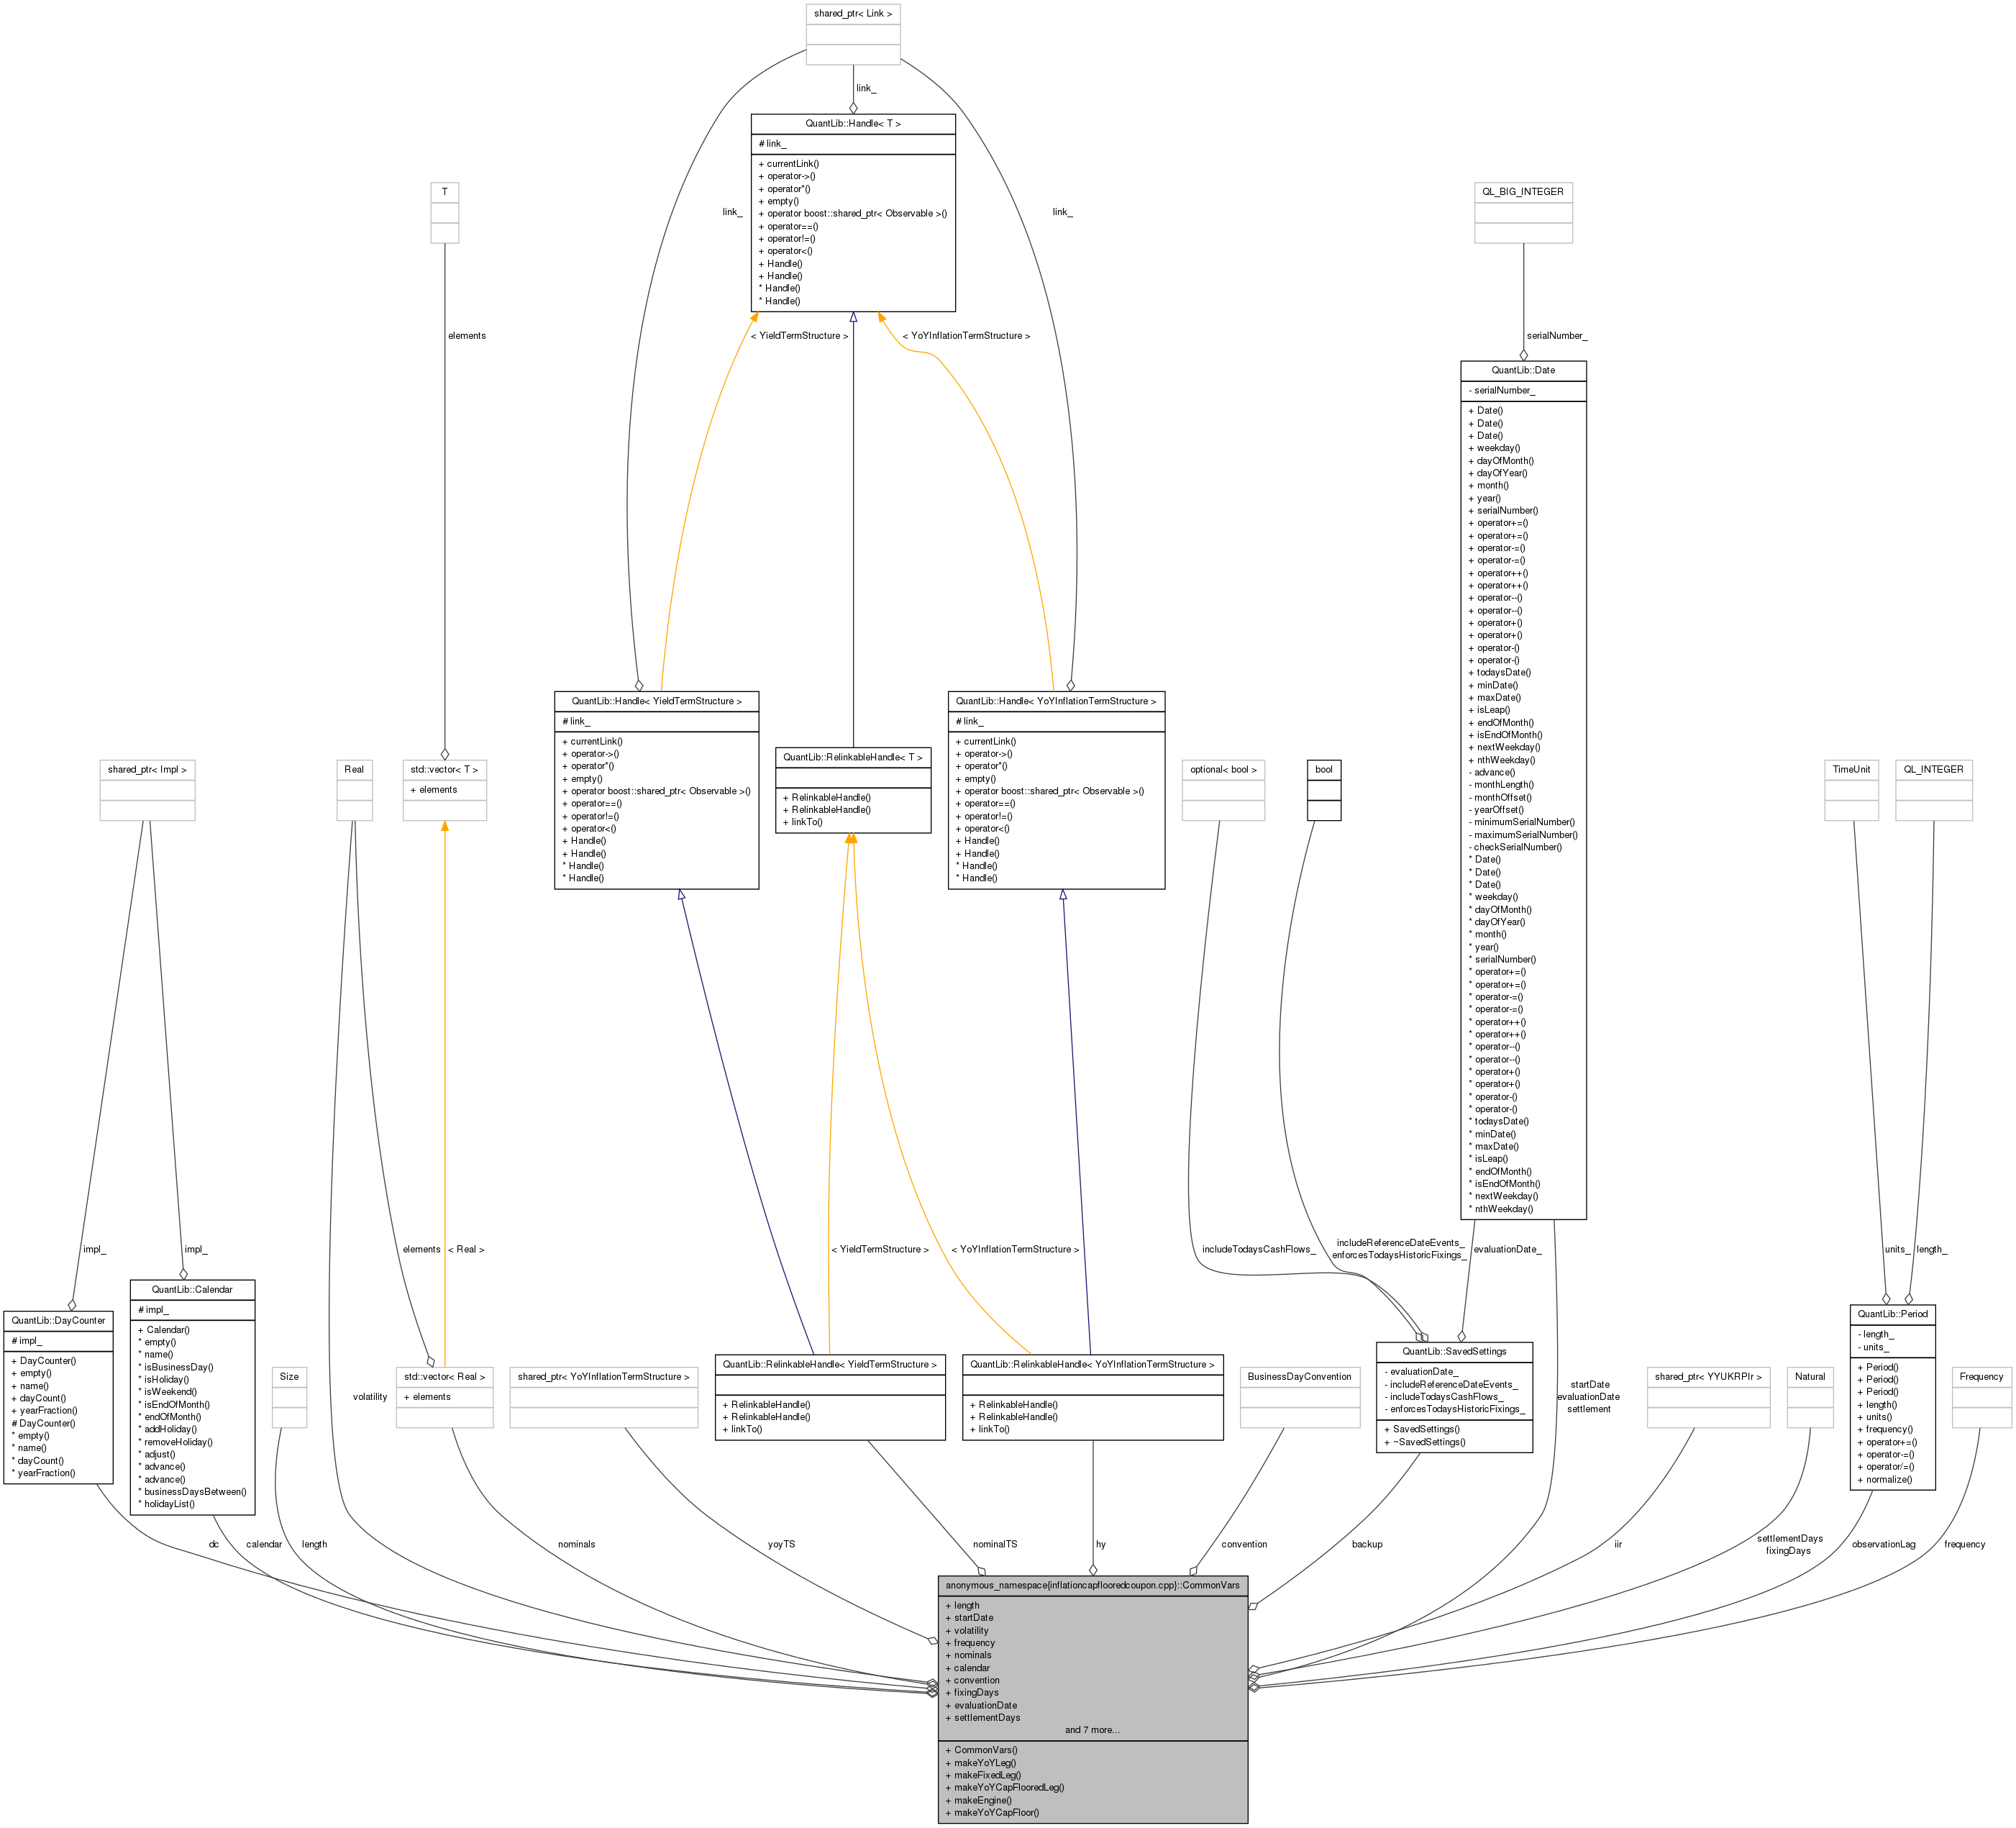 shared_ptr< Link >
link_
QuantLib::Handle< T >
# link_
+ currentLink()
+ operator->()
+ operator*()
+ empty()
+ operator boost::shared_ptr< Observable >()
+ operator==()
+ operator!=()
+ operator<()
+ Handle()
+ Handle()
* Handle()
* Handle()
T
link_
link_
QL_BIG_INTEGER
elements
< YieldTermStructure >
< YoYInflationTermStructure >
serialNumber_
QuantLib::Date
- serialNumber_
+ Date()
+ Date()
+ Date()
+ weekday()
+ dayOfMonth()
+ dayOfYear()
+ month()
+ year()
+ serialNumber()
+ operator+=()
+ operator+=()
+ operator-=()
+ operator-=()
+ operator++()
+ operator++()
+ operator--()
+ operator--()
+ operator+()
+ operator+()
+ operator-()
+ operator-()
+ todaysDate()
+ minDate()
+ maxDate()
+ isLeap()
+ endOfMonth()
+ isEndOfMonth()
+ nextWeekday()
+ nthWeekday()
- advance()
- monthLength()
- monthOffset()
- yearOffset()
- minimumSerialNumber()
- maximumSerialNumber()
- checkSerialNumber()
* Date()
* Date()
* Date()
* weekday()
* dayOfMonth()
* dayOfYear()
* month()
* year()
* serialNumber()
* operator+=()
* operator+=()
* operator-=()
* operator-=()
* operator++()
* operator++()
* operator--()
* operator--()
* operator+()
* operator+()
* operator-()
* operator-()
* todaysDate()
* minDate()
* maxDate()
* isLeap()
* endOfMonth()
* isEndOfMonth()
* nextWeekday()
* nthWeekday()
QuantLib::Handle< YieldTermStructure >
# link_
+ currentLink()
+ operator->()
+ operator*()
+ empty()
+ operator boost::shared_ptr< Observable >()
+ operator==()
+ operator!=()
+ operator<()
+ Handle()
+ Handle()
* Handle()
* Handle()
QuantLib::RelinkableHandle< T >
+ RelinkableHandle()
+ RelinkableHandle()
+ linkTo()
QuantLib::Handle< YoYInflationTermStructure >
# link_
+ currentLink()
+ operator->()
+ operator*()
+ empty()
+ operator boost::shared_ptr< Observable >()
+ operator==()
+ operator!=()
+ operator<()
+ Handle()
+ Handle()
* Handle()
* Handle()
shared_ptr< Impl >
Real
std::vector< T >
+ elements
optional< bool >
bool
TimeUnit
QL_INTEGER
impl_
impl_
elements
< Real >
< YieldTermStructure >
< YoYInflationTermStructure >
includeTodaysCashFlows_
includeReferenceDateEvents_
enforcesTodaysHistoricFixings_
evaluationDate_
units_
length_
QuantLib::DayCounter
# impl_
+ DayCounter()
+ empty()
+ name()
+ dayCount()
+ yearFraction()
# DayCounter()
* empty()
* name()
* dayCount()
* yearFraction()
QuantLib::Calendar
# impl_
+ Calendar()
* empty()
* name()
* isBusinessDay()
* isHoliday()
* isWeekend()
* isEndOfMonth()
* endOfMonth()
* addHoliday()
* removeHoliday()
* adjust()
* advance()
* advance()
* businessDaysBetween()
* holidayList()
Size
volatility
std::vector< Real >
+ elements
shared_ptr< YoYInflationTermStructure >
QuantLib::RelinkableHandle< YieldTermStructure >
+ RelinkableHandle()
+ RelinkableHandle()
+ linkTo()
QuantLib::RelinkableHandle< YoYInflationTermStructure >
+ RelinkableHandle()
+ RelinkableHandle()
+ linkTo()
BusinessDayConvention
QuantLib::SavedSettings
- evaluationDate_
- includeReferenceDateEvents_
- includeTodaysCashFlows_
- enforcesTodaysHistoricFixings_
+ SavedSettings()
+ ~SavedSettings()
startDate
evaluationDate
settlement
shared_ptr< YYUKRPIr >
Natural
QuantLib::Period
- length_
- units_
+ Period()
+ Period()
+ Period()
+ length()
+ units()
+ frequency()
+ operator+=()
+ operator-=()
+ operator/=()
+ normalize()
Frequency
dc
calendar
length
nominals
yoyTS
nominalTS
hy
convention
backup
iir
settlementDays
fixingDays
observationLag
frequency
anonymous_namespace{inflationcapflooredcoupon.cpp}::CommonVars
+ length
+ startDate
+ volatility
+ frequency
+ nominals
+ calendar
+ convention
+ fixingDays
+ evaluationDate
+ settlementDays
and 7 more...
+ CommonVars()
+ makeYoYLeg()
+ makeFixedLeg()
+ makeYoYCapFlooredLeg()
+ makeEngine()
+ makeYoYCapFloor()